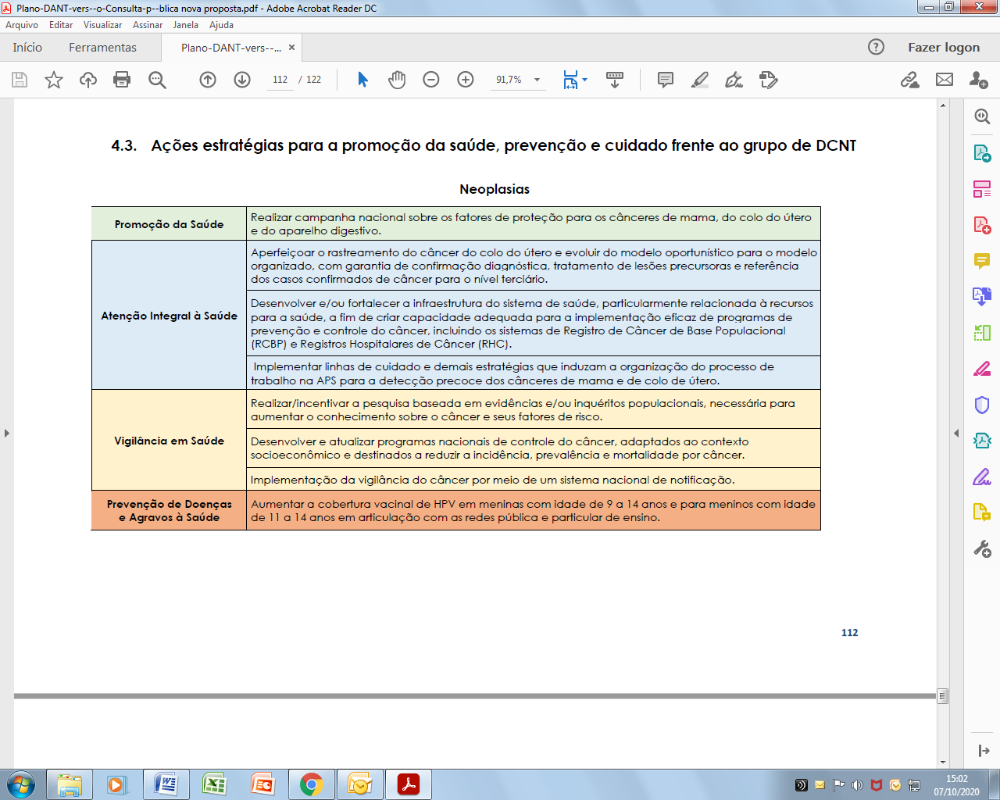 Plano-DANT-vers--o-Consulta-p--blica nova proposta.pdf - Adobe Acrobat Reader DC
Arquivo Editar Visualizar Assinar Janela Ajuda
Início Ferramentas Plano-DANT-vers--... Fazer logon
112 / 122 91,7%
4.3. Ações estratégias para a promoção da saúde, prevenção e cuidado frente ao grupo de DCNT
Neoplasias
Promoção da Saúde
Realizar campanha nacional sobre os fatores de proteção para os cânceres de mama, do colo do útero
e do aparelho digestivo.
Atenção Integral à Saúde
Aperfeiçoar o rastreamento do câncer do colo do útero e evoluir do modelo oportunístico para o modelo
organizado, com garantia de confirmação diagnóstica, tratamento de lesões precursoras e referência
dos casos confirmados de câncer para o nível terciário.
Desenvolver e/ou fortalecer a infraestrutura do sistema de saúde, particularmente relacionada à recursos
para a saúde, a fim de criar capacidade adequada para a implementação eficaz de programas de
prevenção e controle do câncer, incluindo os sistemas de Registro de Câncer de Base Populacional
(RCBP) e Registros Hospitalares de Câncer (RHC).
Implementar linhas de cuidado e demais estratégias que induzam a organização do processo de
trabalho na APS para a detecção precoce dos cânceres de mama e de colo de útero.
Vigilância em Saúde
Realizar/incentivar a pesquisa baseada em evidências e/ou inquéritos populacionais, necessária para
aumentar o conhecimento sobre o câncer e seus fatores de risco.
Desenvolver e atualizar programas nacionais de controle do câncer, adaptados ao contexto
socioeconômico e destinados a reduzir a incidência, prevalência e mortalidade por câncer.
Implementação da vigilância do câncer por meio de um sistema nacional de notificação.
Prevenção de Doenças
e Agravos à Saúde
Aumentar a cobertura vacinal de HPV em meninas com idade de 9 a 14 anos e para meninos com idade
de 11 a 14 anos em articulação com as redes pública e particular de ensino.
112
15:02
07/10/2020